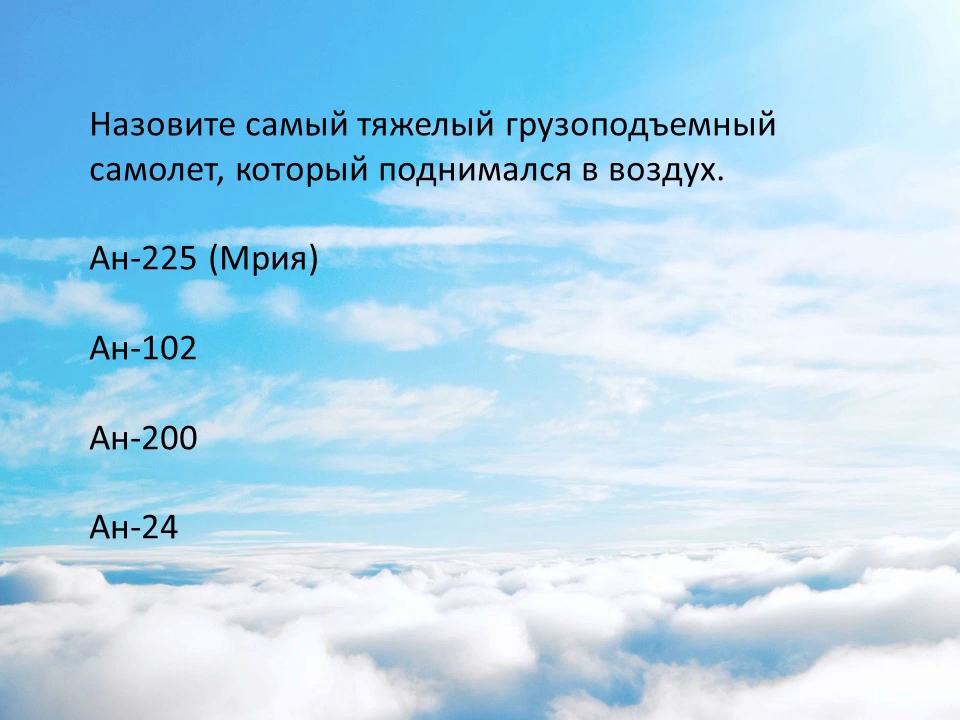 Назовите самый тяжелый грузоподъемный
самолет, который поднимался в воздух.
Ан-225 (Мрия)
Ан-102
Ан-200
Ан-24